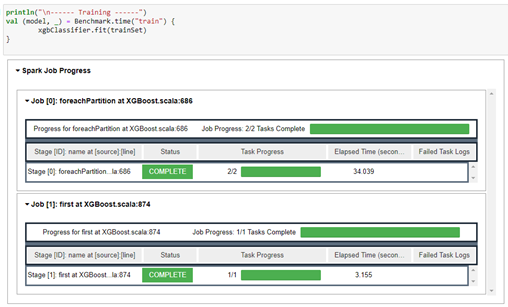 println("\n------ Training ------")
val (model, _) = Benchmark.time("train") {
xgbClassifier.fit(trainSet)
}
Spark Job Progress
Job [0]: foreachPartition at XGBoost.scala:686
Progress for foreachPartition at XGBoost.scala:686 Job Progress: 2/2 Tasks Complete
Stage [ID]: name at [source] [line] Status Task Progress Elapsed Time (secon... Failed Task Logs
Stage [0]: foreachPartition...la:686 COMPLETE 2/2 34.039
Job [1]: first at XGBoost.scala:874
Progress for first at XGBoost.scala:874 Job Progress: 1/1 Tasks Complete
Stage [ID]: name at [source] [line] Status Task Progress Elapsed Time (secon... Failed Task Logs
Stage [1]: first at XGBoost...la:874 COMPLETE 1/1 3.155